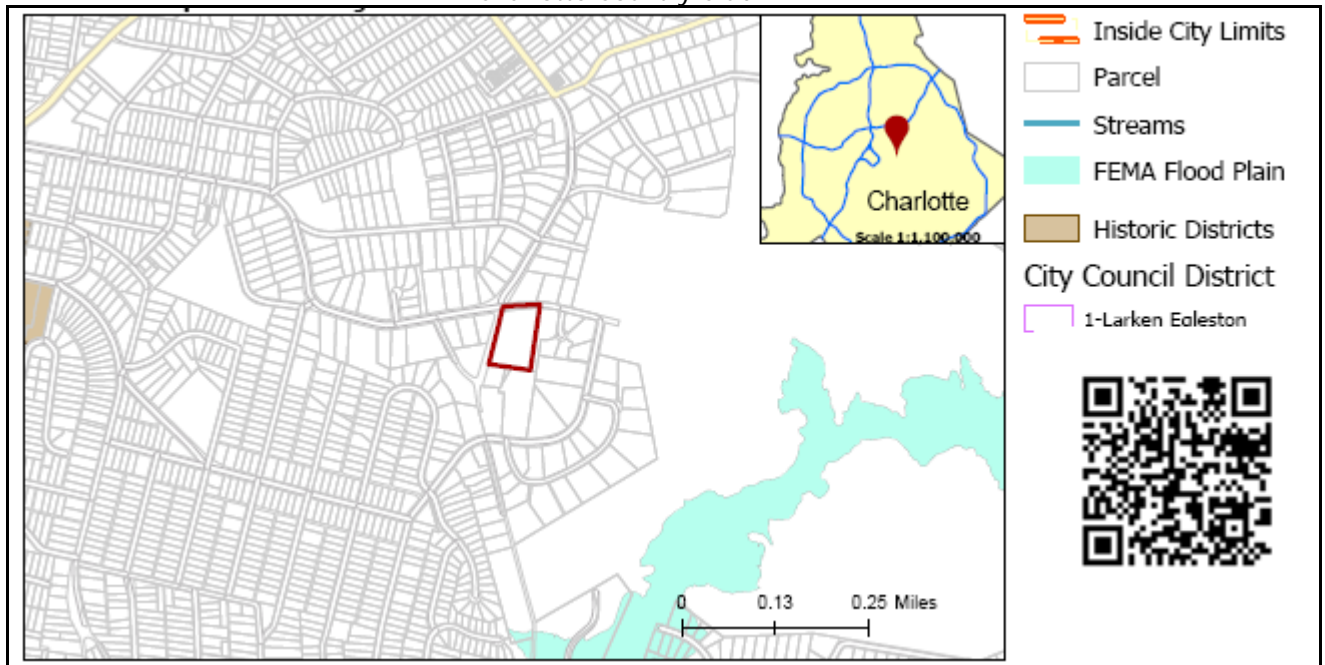 Inside City Limits
Parcel
Streams
FEMA Flood Plain
Historic Districts
City Council District
1-Larken Egleston
Charlotte
Scale 1:1,100,000
0 0.13 0.25 Miles